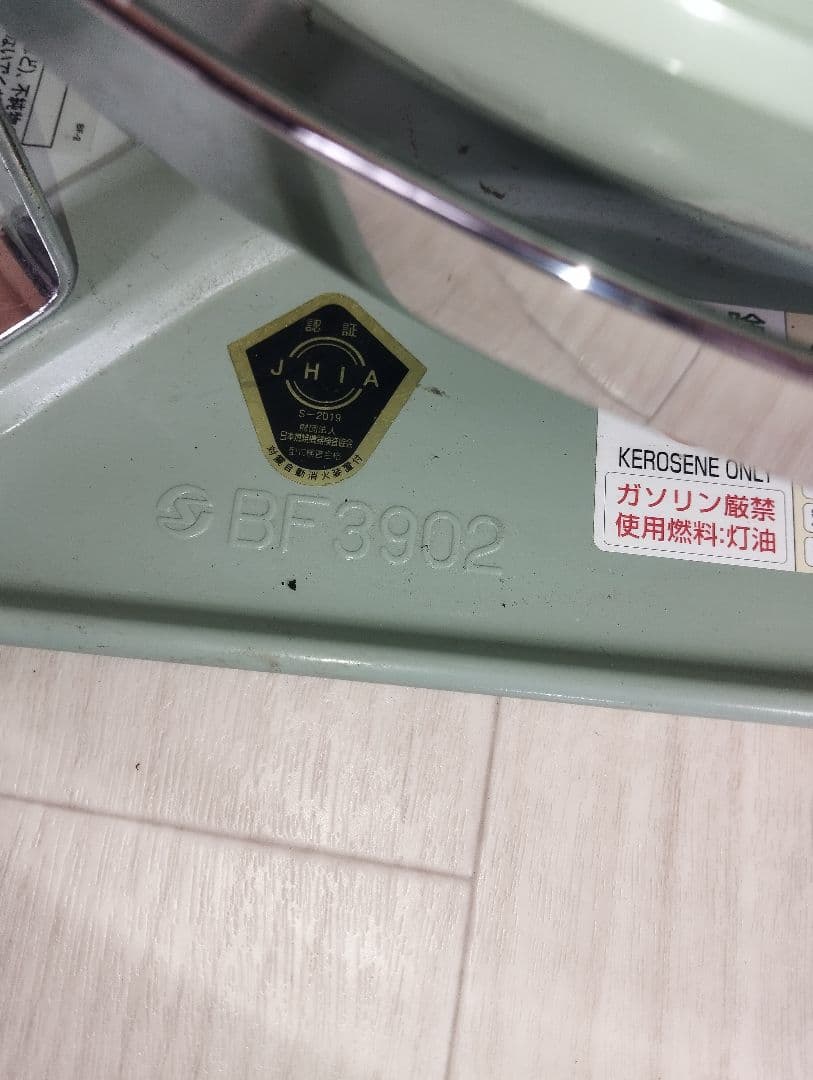 認証
JHIA
S-2019
財団法人
日本燃焼機器検査協会
対震自動消火装置付
BF3902
KEROSENE ONLY
ガソリン厳禁
使用燃料:灯油